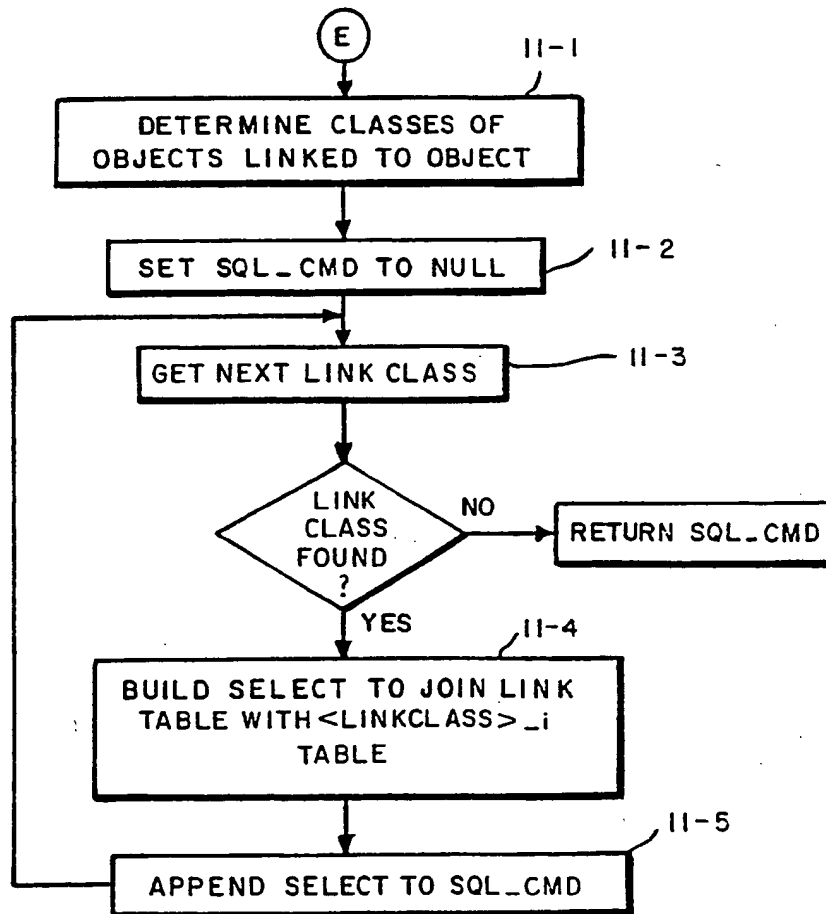 E
11-1
DETERMINE CLASSES OF
OBJECTS LINKED TO OBJECT
SET SQL_CMD TO NULL
11-2
GET NEXT LINK CLASS
11-3
LINK
CLASS
FOUND
?
NO
RETURN SQL_CMD
YES
11-4
BUILD SELECT TO JOIN LINK
TABLE WITH <LINKCLASS>_i
TABLE
11-5
APPEND SELECT TO SQL_CMD